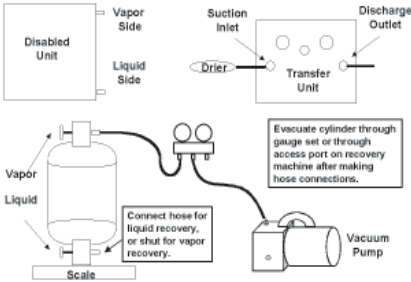 Vapor
Side
Disabled
Unit
Liquid
Side
Suction
Inlet
Discharge
Outlet
Drier
Transfer
Unit
Evacuate cylinder through
gauge set or through
access port on recovery
machine after making
hose connections.
Vapor
Liquid
Connect hose for
liquid recovery,
or shut for vapor
recovery.
Vacuum
Pump
Scale